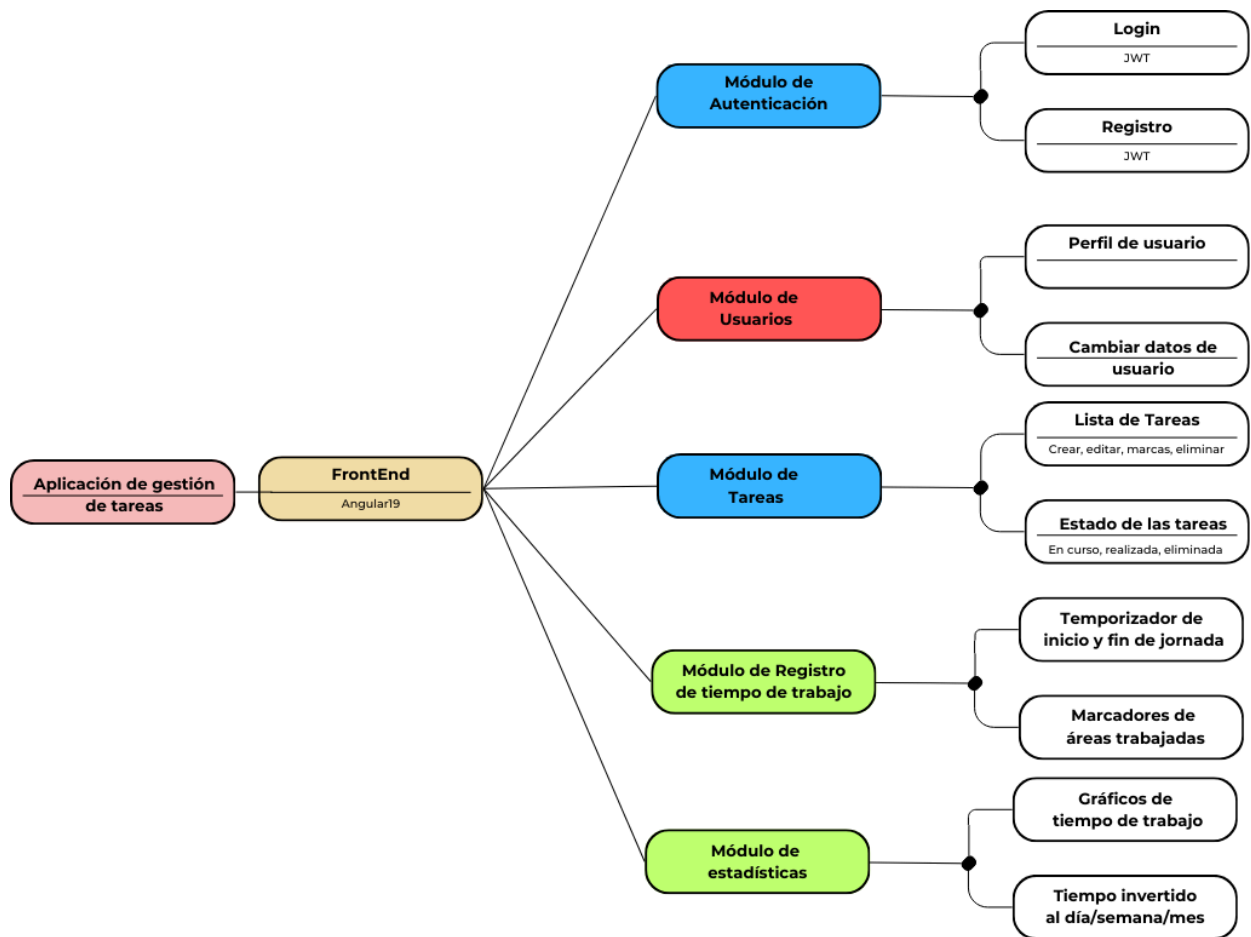 Aplicación de gestión
de tareas
FrontEnd
Angular19
Módulo de
Autenticación
Login
JWT
Registro
JWT
Módulo de
Usuarios
Perfil de usuario
Cambiar datos de
usuario
Módulo de
Tareas
Lista de Tareas
Crear, editar, marcas, eliminar
Estado de las tareas
En curso, realizada, eliminada
Módulo de Registro
de tiempo de trabajo
Temporizador de
inicio y fin de jornada
Marcadores de
áreas trabajadas
Módulo de
estadísticas
Gráficos de
tiempo de trabajo
Tiempo invertido
al día/semana/mes